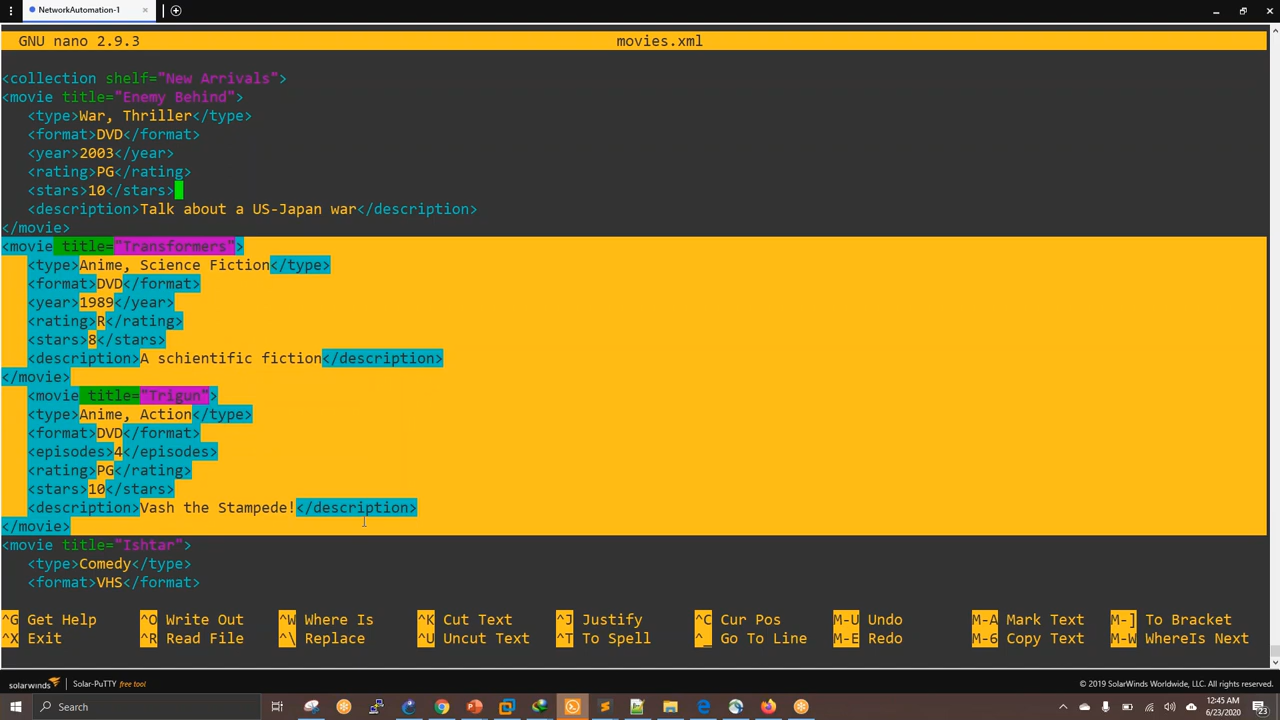 NetworkAutomation-1
GNU nano 2.9.3 movies.xml
<collection shelf="New Arrivals">
<movie title="Enemy Behind">
<type>War, Thriller</type>
<format>DVD</format>
<year>2003</year>
<rating>PG</rating>
<stars>10</stars>
<description>Talk about a US-Japan war</description>
</movie>
<movie title="Transformers">
<type>Anime, Science Fiction</type>
<format>DVD</format>
<year>1989</year>
<rating>R</rating>
<stars>8</stars>
<description>A schientific fiction</description>
</movie>
<movie title="Trigun">
<type>Anime, Action</type>
<format>DVD</format>
<episodes>4</episodes>
<rating>PG</rating>
<stars>10</stars>
<description>Vash the Stampede!</description>
</movie>
<movie title="Ishtar">
<type>Comedy</type>
<format>VHS</format>
^G Get Help ^O Write Out ^W Where Is ^K Cut Text ^J Justify ^C Cur Pos M-U Undo M-A Mark Text M-] To Bracket
^X Exit ^R Read File ^\ Replace ^U Uncut Text ^T To Spell ^_ Go To Line M-E Redo M-6 Copy Text M-W WhereIs Next
solarwinds Solar-PuTTY free tool © 2019 SolarWinds Worldwide, LLC. All rights reserved.
Search
12:45 AM
6/23/2020
23